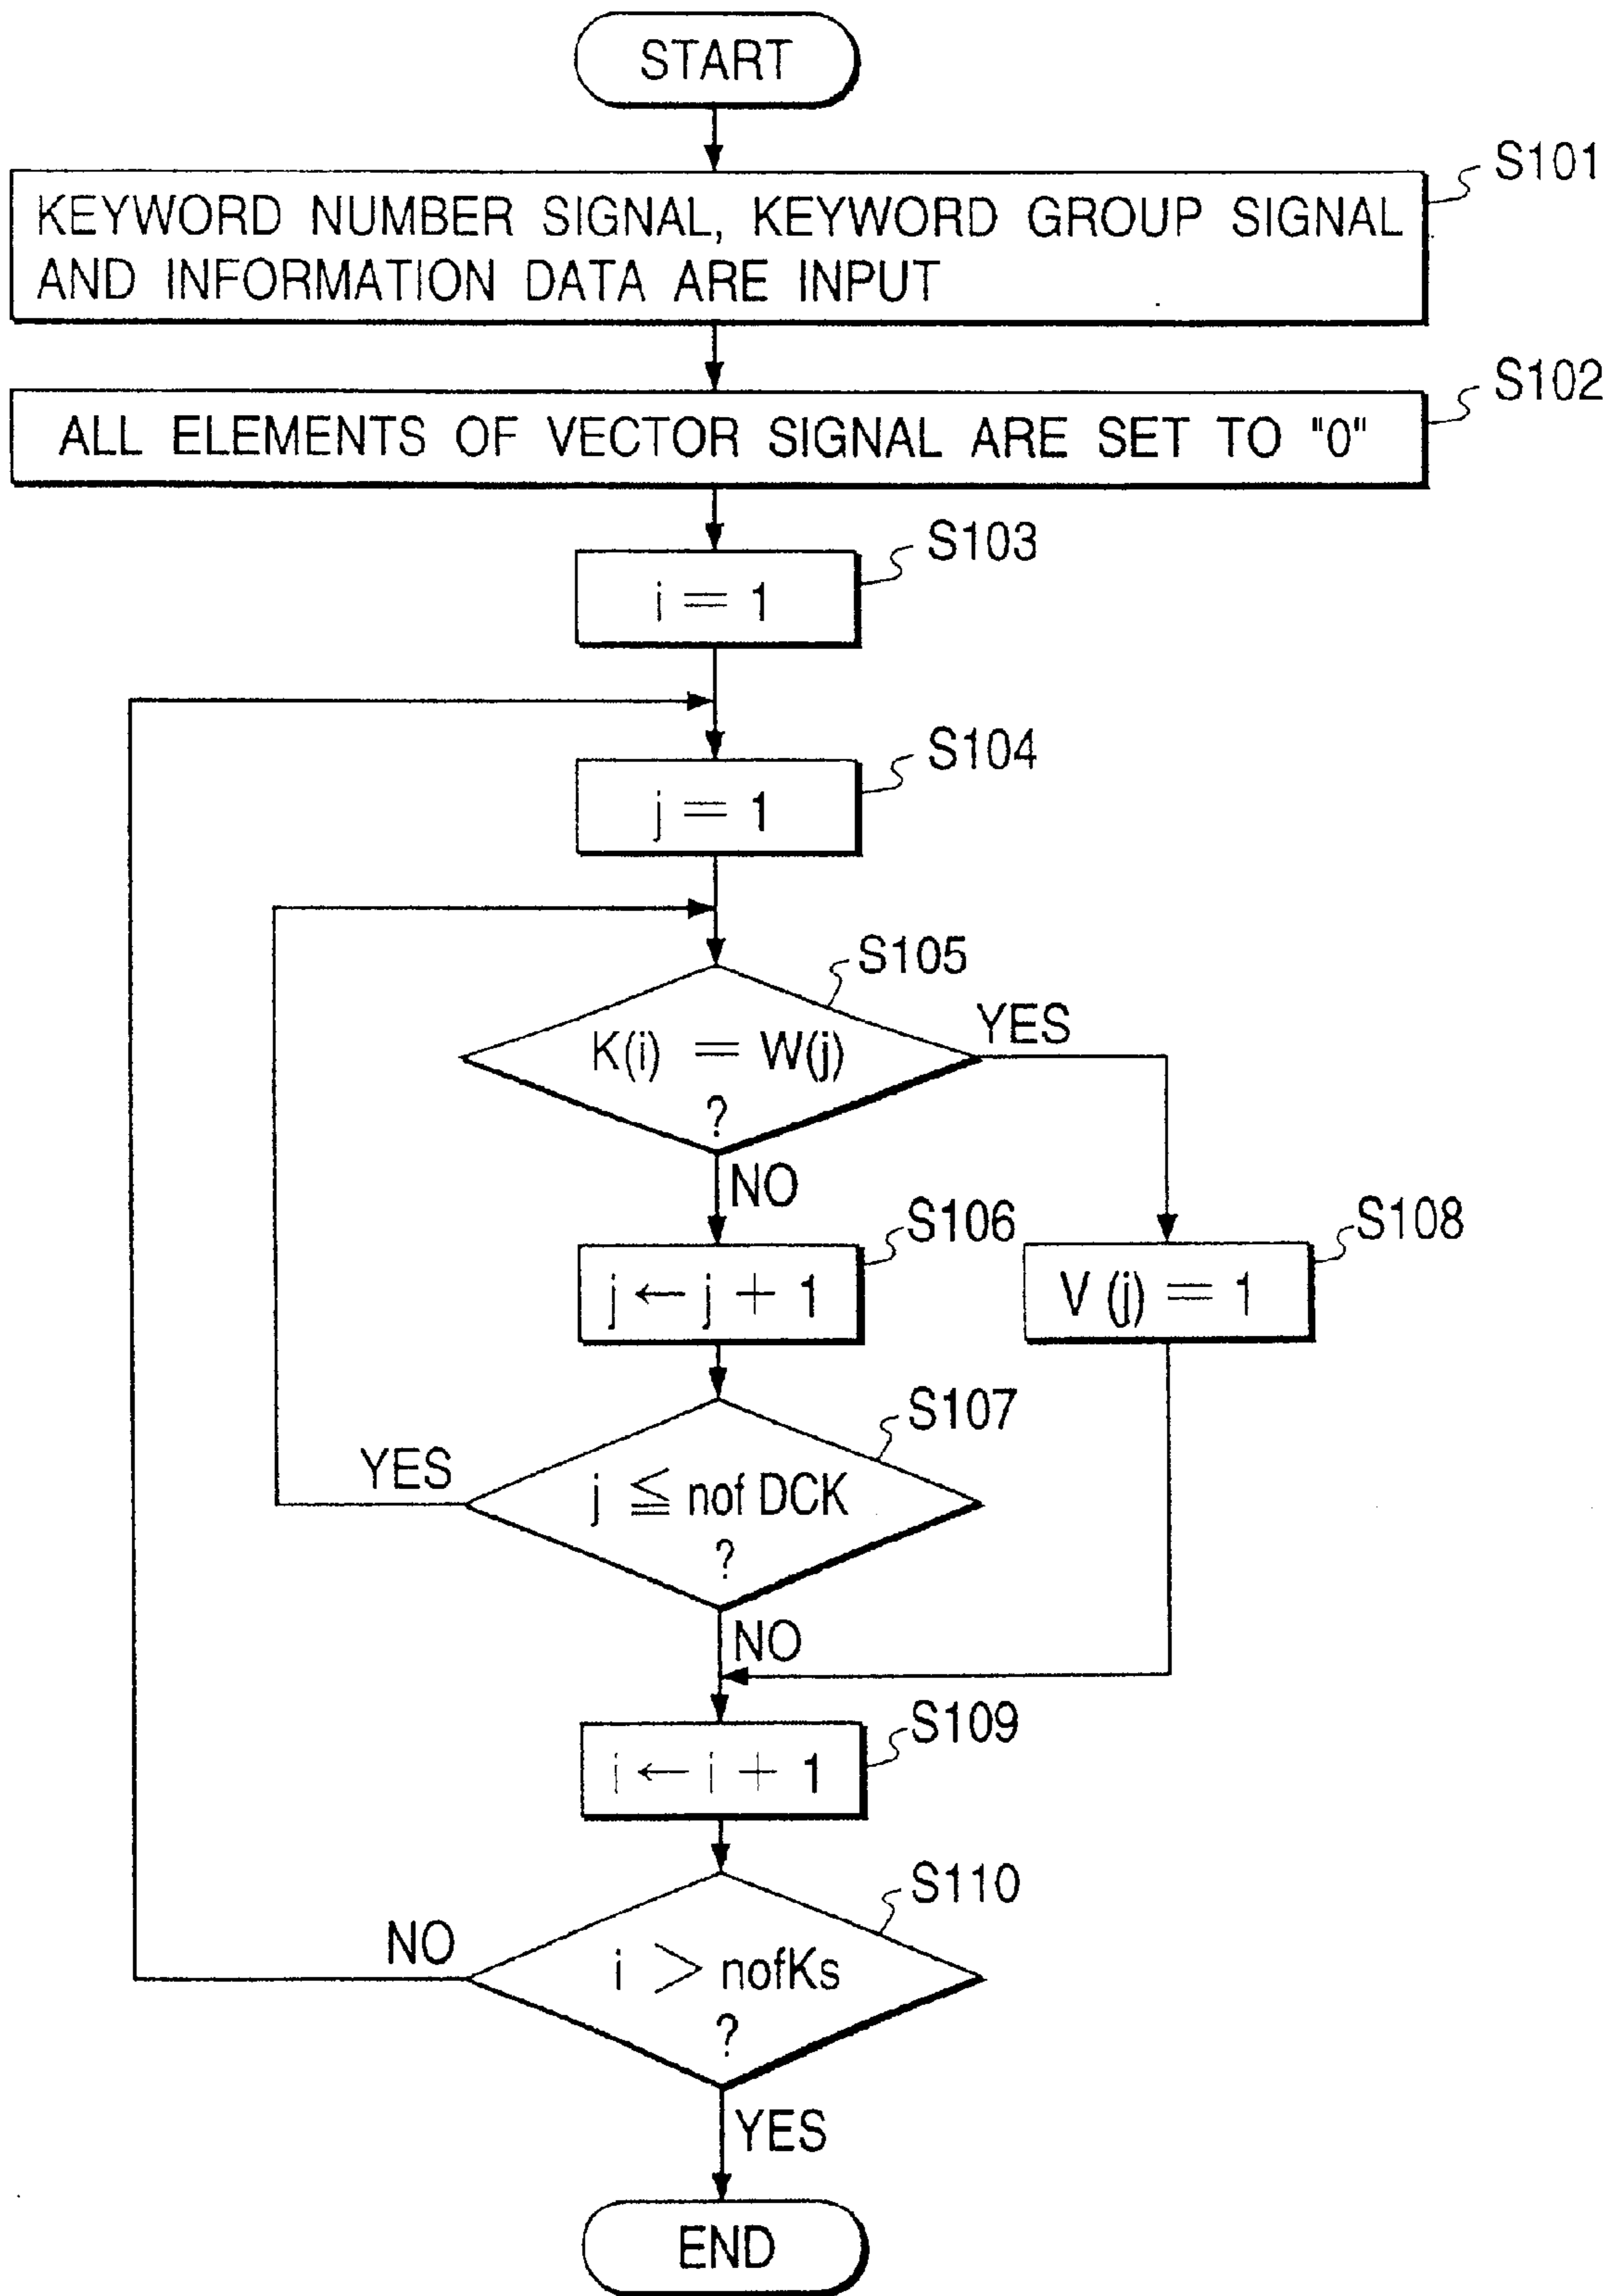 START
S101
KEYWORD NUMBER SIGNAL, KEYWORD GROUP SIGNAL
AND INFORMATION DATA ARE INPUT
S102
ALL ELEMENTS OF VECTOR SIGNAL ARE SET TO "0"
S103
i = 1
S104
j = 1
S105
K(i) = W(j)
?
YES
NO
S106
j ← j + 1
S108
V (j) = 1
S107
j ≦ nof DCK
?
YES
NO
S109
i ← i + 1
S110
i > nofKs
?
NO
YES
END